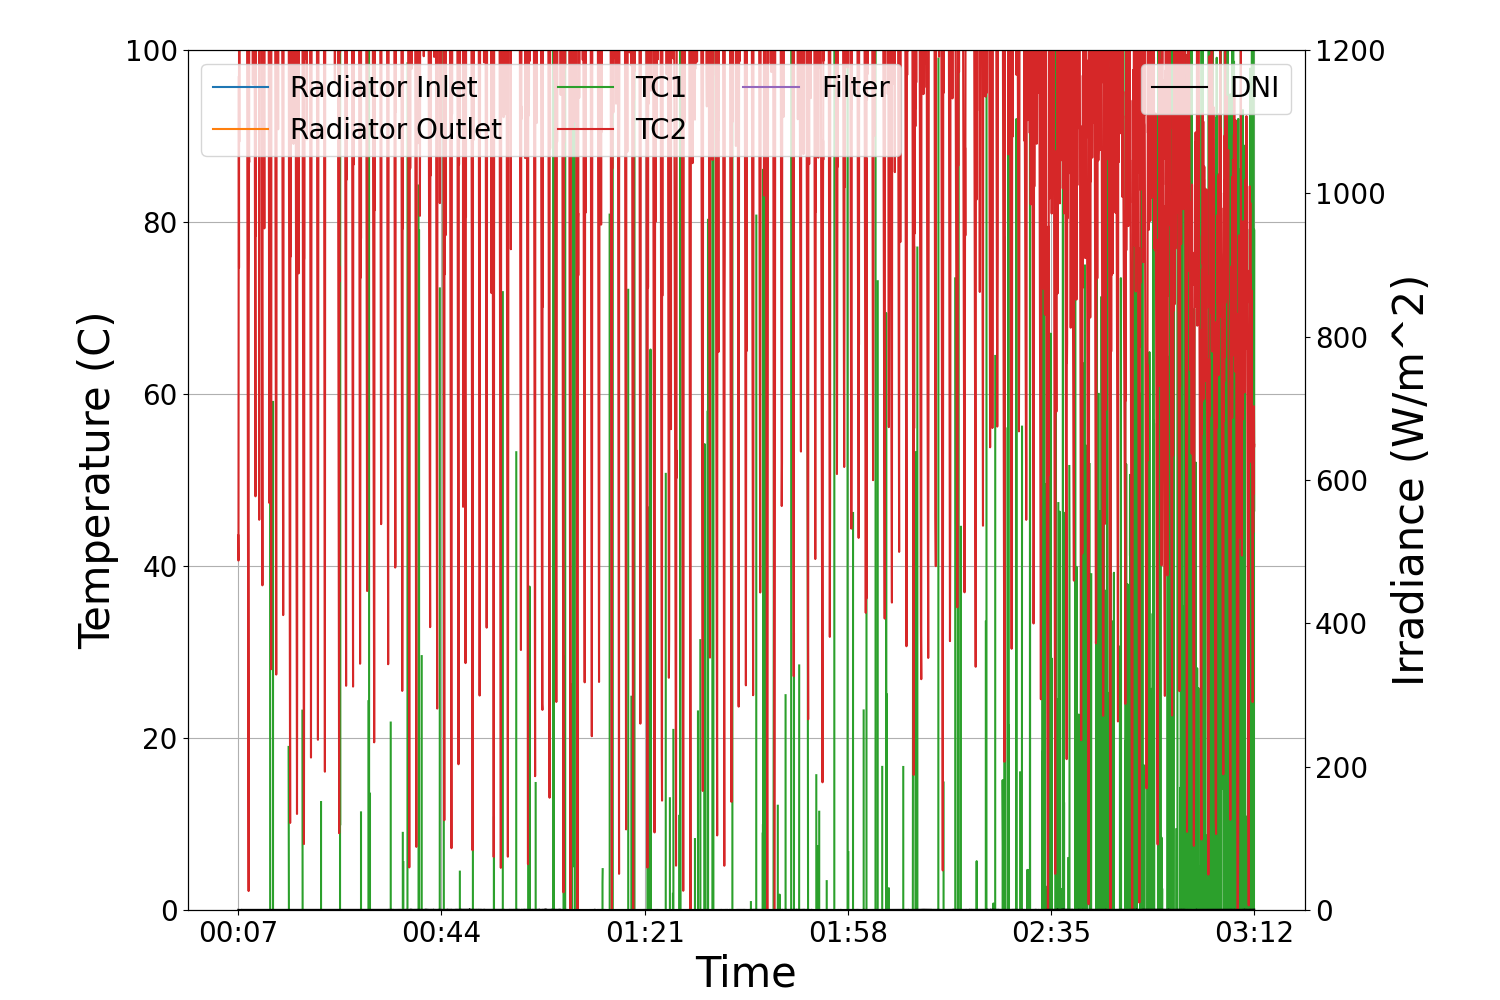 100
80
60
40
20
0
Temperature (C)
Radiator Inlet
Radiator Outlet
TC1
TC2
Filter
DNI
1200
1000
800
600
400
200
0
Irradiance (W/m^2)
00:07 00:44 01:21 01:58 02:35 03:12
Time